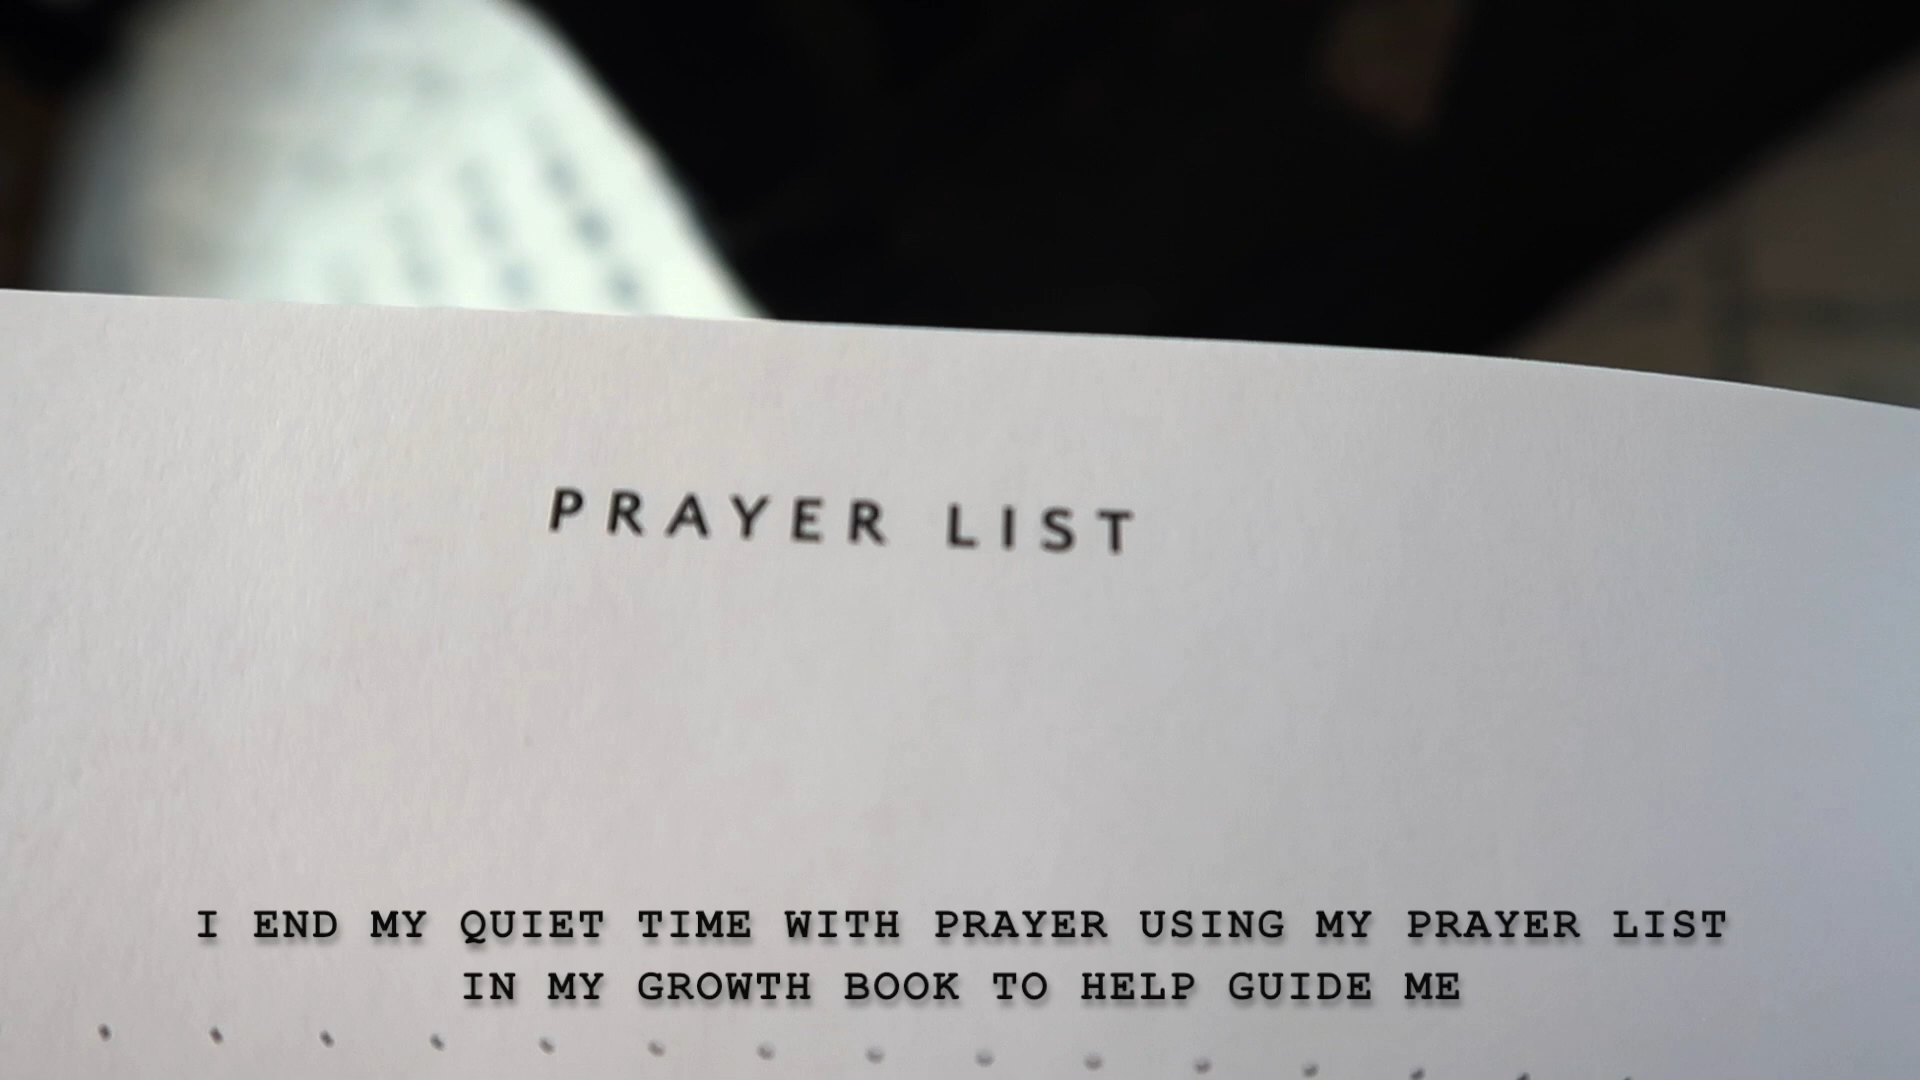 PRAYER LIST
I END MY QUIET TIME WITH PRAYER USING MY PRAYER LIST
IN MY GROWTH BOOK TO HELP GUIDE ME